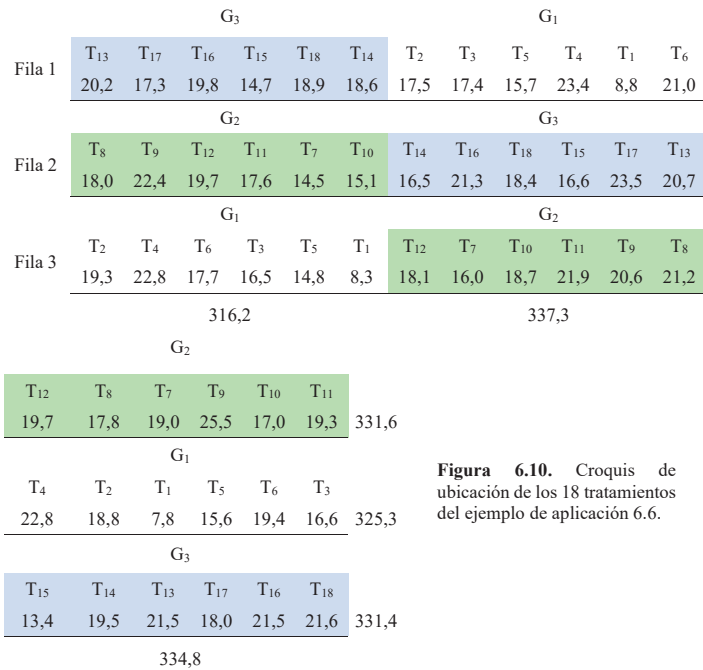 G3 G1
T13 T17 T16 T15 T18 T14 T2 T3 T5 T4 T1 T6
Fila 1
20,2 17,3 19,8 14,7 18,9 18,6 17,5 17,4 15,7 23,4 8,8 21,0
G2 G3
T8 T9 T12 T11 T7 T10 T14 T16 T18 T15 T17 T13
Fila 2
18,0 22,4 19,7 17,6 14,5 15,1 16,5 21,3 18,4 16,6 23,5 20,7
G1 G2
T2 T4 T6 T3 T5 T1 T12 T7 T10 T11 T9 T8
Fila 3
19,3 22,8 17,7 16,5 14,8 8,3 18,1 16,0 18,7 21,9 20,6 21,2
316,2 337,3
G2
T12 T8 T7 T9 T10 T11
19,7 17,8 19,0 25,5 17,0 19,3 331,6
G1
T4 T2 T1 T5 T6 T3
22,8 18,8 7,8 15,6 19,4 16,6 325,3
G3
T15 T14 T13 T17 T16 T18
13,4 19,5 21,5 18,0 21,5 21,6 331,4
334,8
Figura 6.10. Croquis de
ubicación de los 18 tratamientos
del ejemplo de aplicación 6.6.